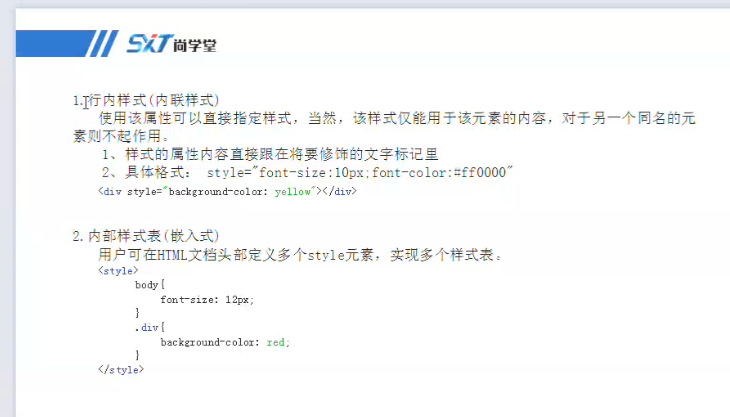 SXT尚学堂
1.行内样式(内联样式)
使用该属性可以直接指定样式，当然，该样式仅能用于该元素的内容，对于另一个同名的元
素则不起作用。
1、样式的属性内容直接跟在将要修饰的文字标记里
2、具体格式： style="font-size:10px;font-color:#ff0000"
<div style="background-color: yellow"></div>
2.内部样式表(嵌入式)
用户可在HTML文档头部定义多个style元素，实现多个样式表。
<style>
body{
font-size: 12px;
}
.div{
background-color: red;
}
</style>